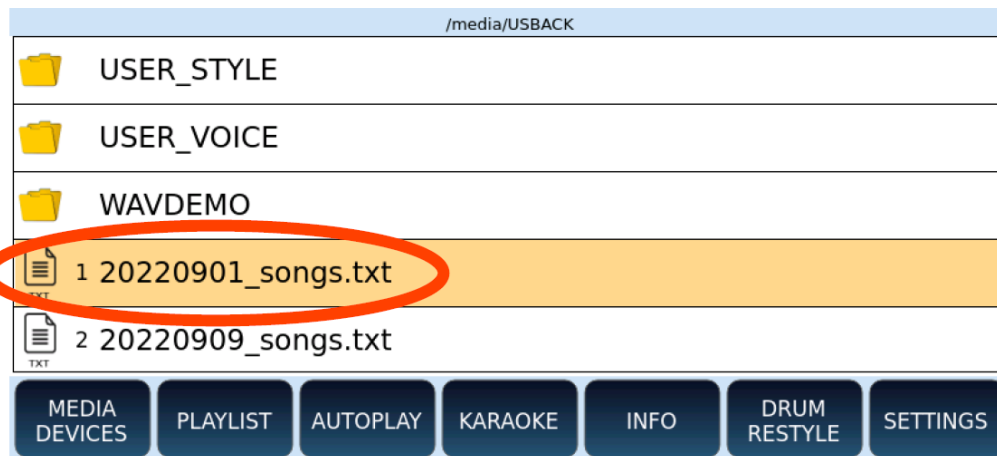 /media/USBACK
USER_STYLE
USER_VOICE
WAVDEMO
1 20220901_songs.txt
TXT
2 20220909_songs.txt
TXT
MEDIA DEVICES
PLAYLIST
AUTOPLAY
KARAOKE
INFO
DRUM RESTYLE
SETTINGS